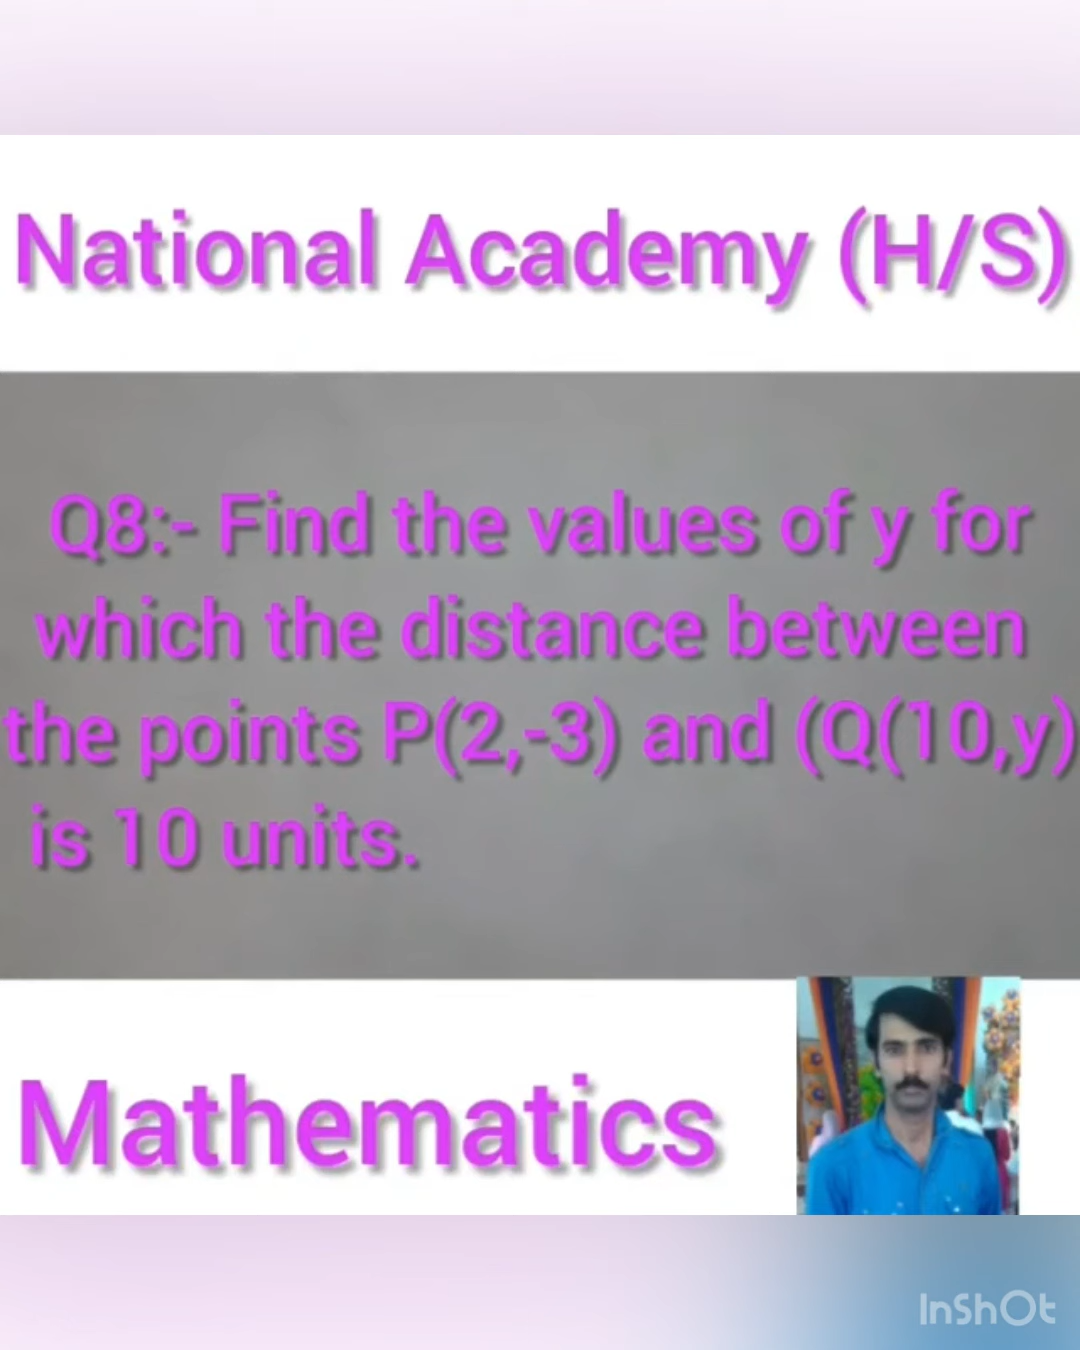 National Academy (H/S)
Q8:- Find the values of y for
which the distance between
the points P(2,-3) and (Q(10,y)
is 10 units.
Mathematics
InShOt